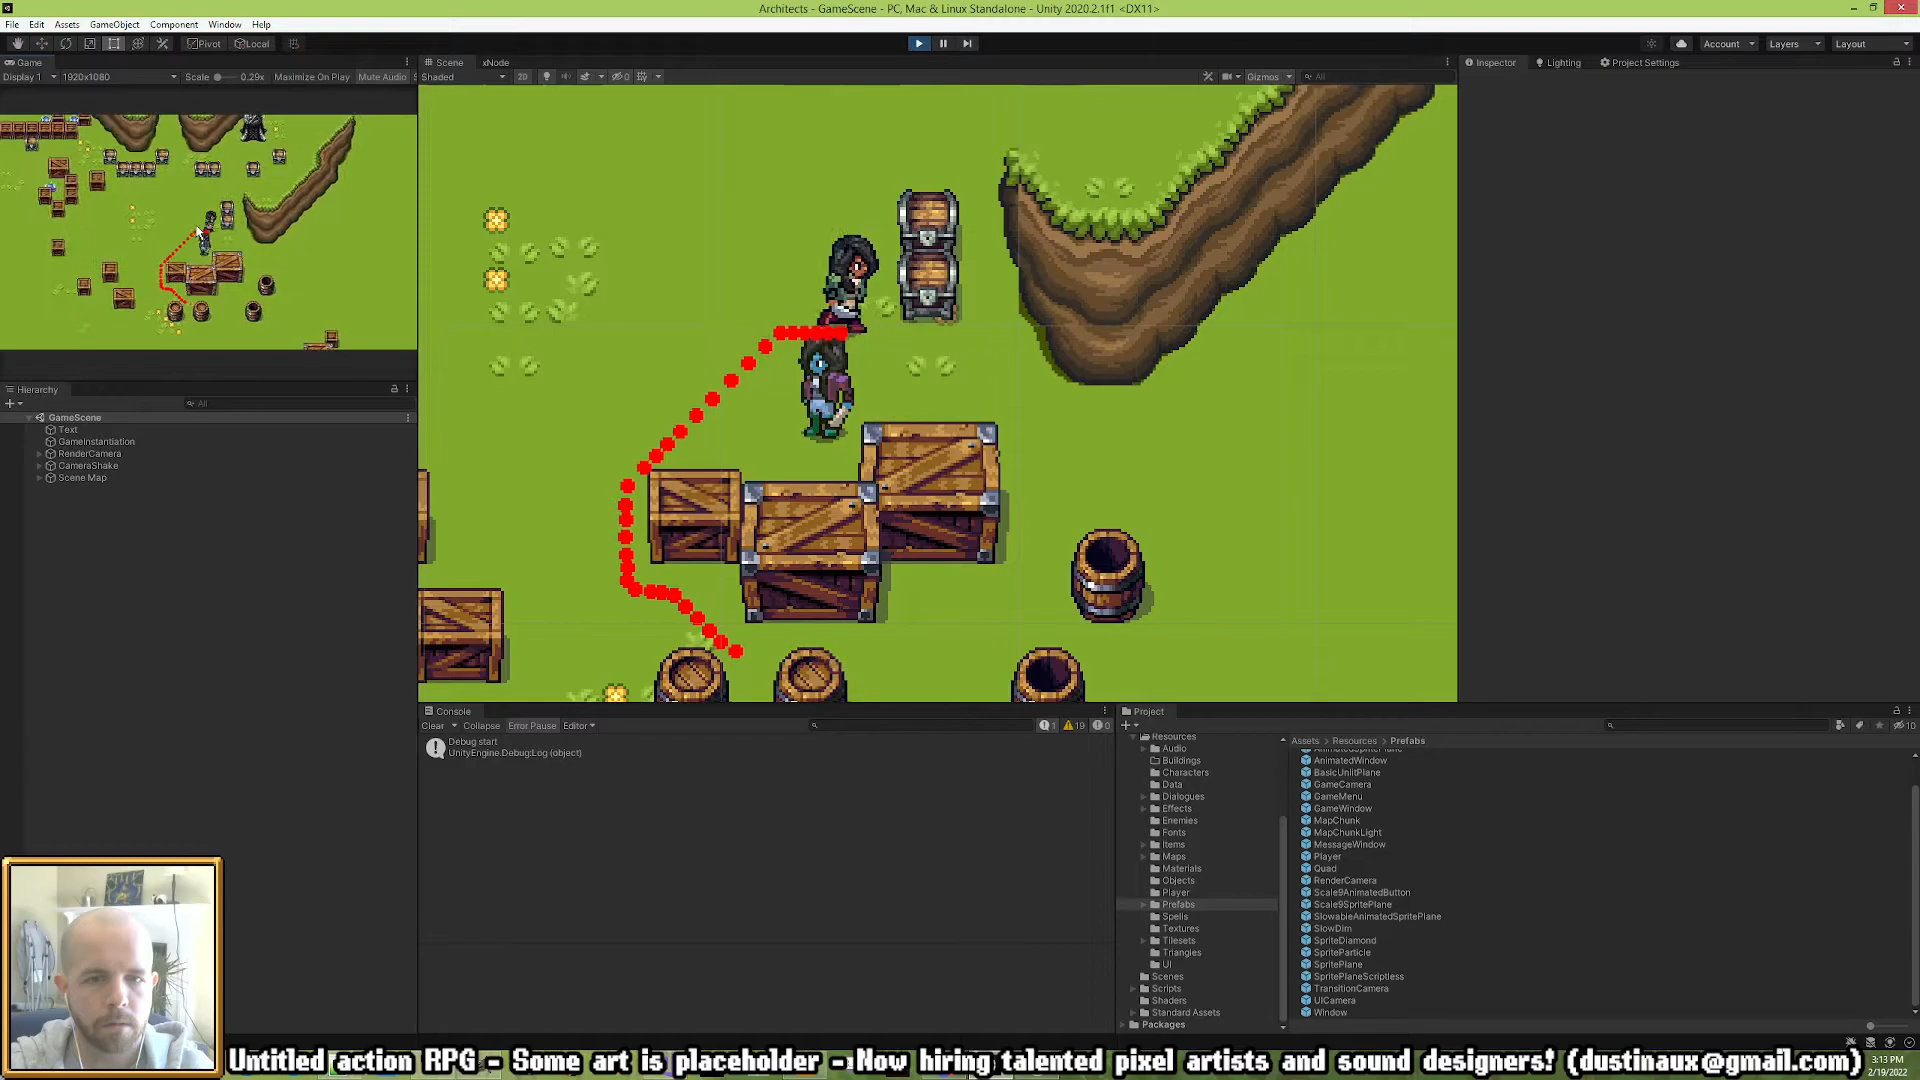 Architects - GameScene - PC, Mac & Linux Standalone - Unity 2020.2.1f1 <DX11>
File Edit Assets GameObject Component Window Help
Pivot Local
Account Layers Layout
Game
Scene xNode
Inspector Lighting Project Settings
Display 1 1920x1080 Scale 0.29x Maximize On Play Mute Audio
Shaded 2D 0 Gizmos All
Hierarchy
All
GameScene
Text
GameInstantiation
RenderCamera
CameraShake
Scene Map
Console
Clear Collapse Error Pause Editor
1 19 0
Debug start
UnityEngine.Debug:Log (object)
Project
10
Resources
Audio
Buildings
Characters
Data
Dialogues
Effects
Enemies
Fonts
Items
Maps
Materials
Objects
Player
Prefabs
Spells
Textures
Tilesets
Triangles
UI
Scenes
Scripts
Shaders
Standard Assets
Packages
Assets Resources Prefabs
AnimatedWindow
BasicUnlitPlane
GameCamera
GameMenu
GameWindow
MapChunk
MapChunkLight
MessageWindow
Player
Quad
RenderCamera
Scale9AnimatedButton
Scale9SpritePlane
SlowableAnimatedSpritePlane
SlowDim
SpriteDiamond
SpriteParticle
SpritePlane
SpritePlaneScriptless
TransitionCamera
UICamera
Window
Untitled action RPG - Some art is placeholder - Now hiring talented pixel artists and sound designers! (dustinaux@gmail.com)
3:13 PM
2/19/2022